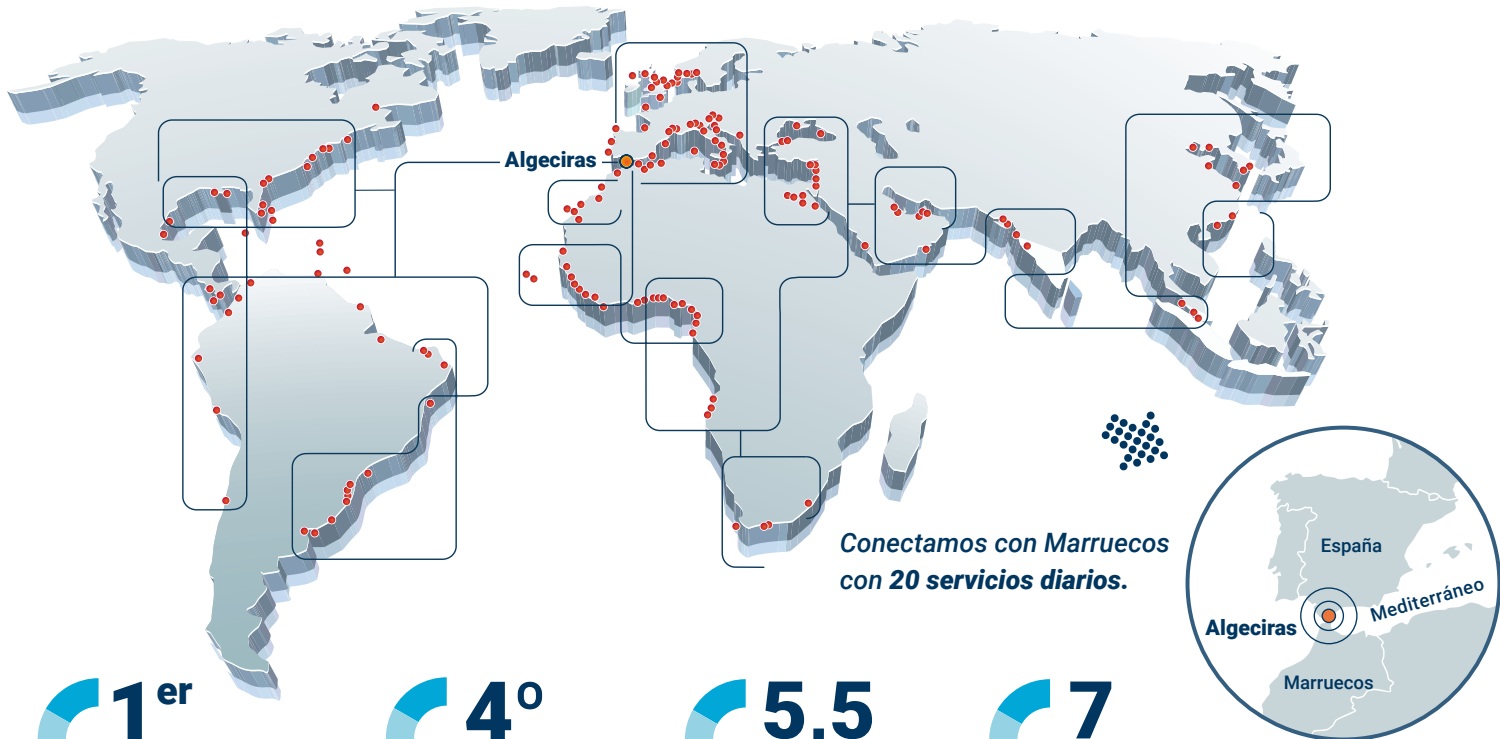 Algeciras
Conectamos con Marruecos
con 20 servicios diarios.
España
Mediterráneo
Algeciras
Marruecos
1er
4º
5.5
7